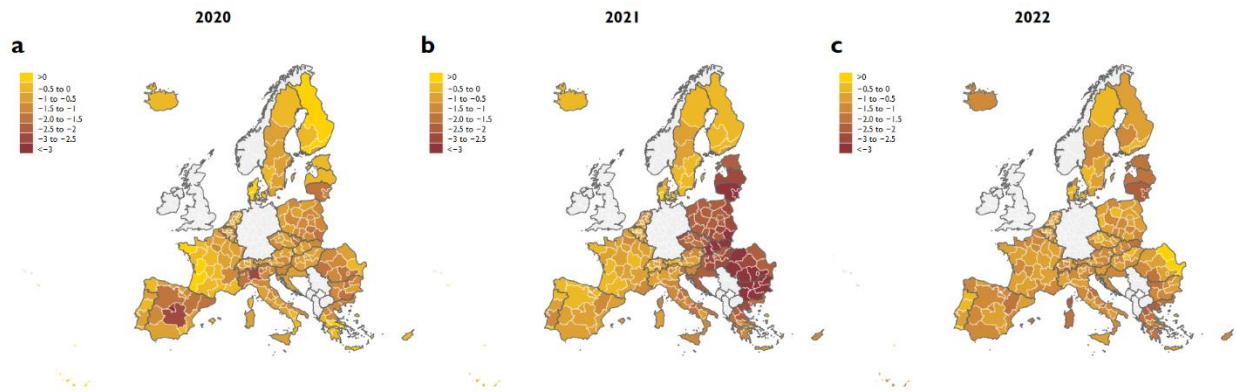 2020
2021
2022
a
>0
−0.5 to 0
−1 to −0.5
−1.5 to −1
−2.0 to −1.5
−2.5 to −2
−3 to −2.5
<−3
b
>0
−0.5 to 0
−1 to −0.5
−1.5 to −1
−2.0 to −1.5
−2.5 to −2
−3 to −2.5
<−3
c
>0
−0.5 to 0
−1 to −0.5
−1.5 to −1
−2.0 to −1.5
−2.5 to −2
−3 to −2.5
<−3